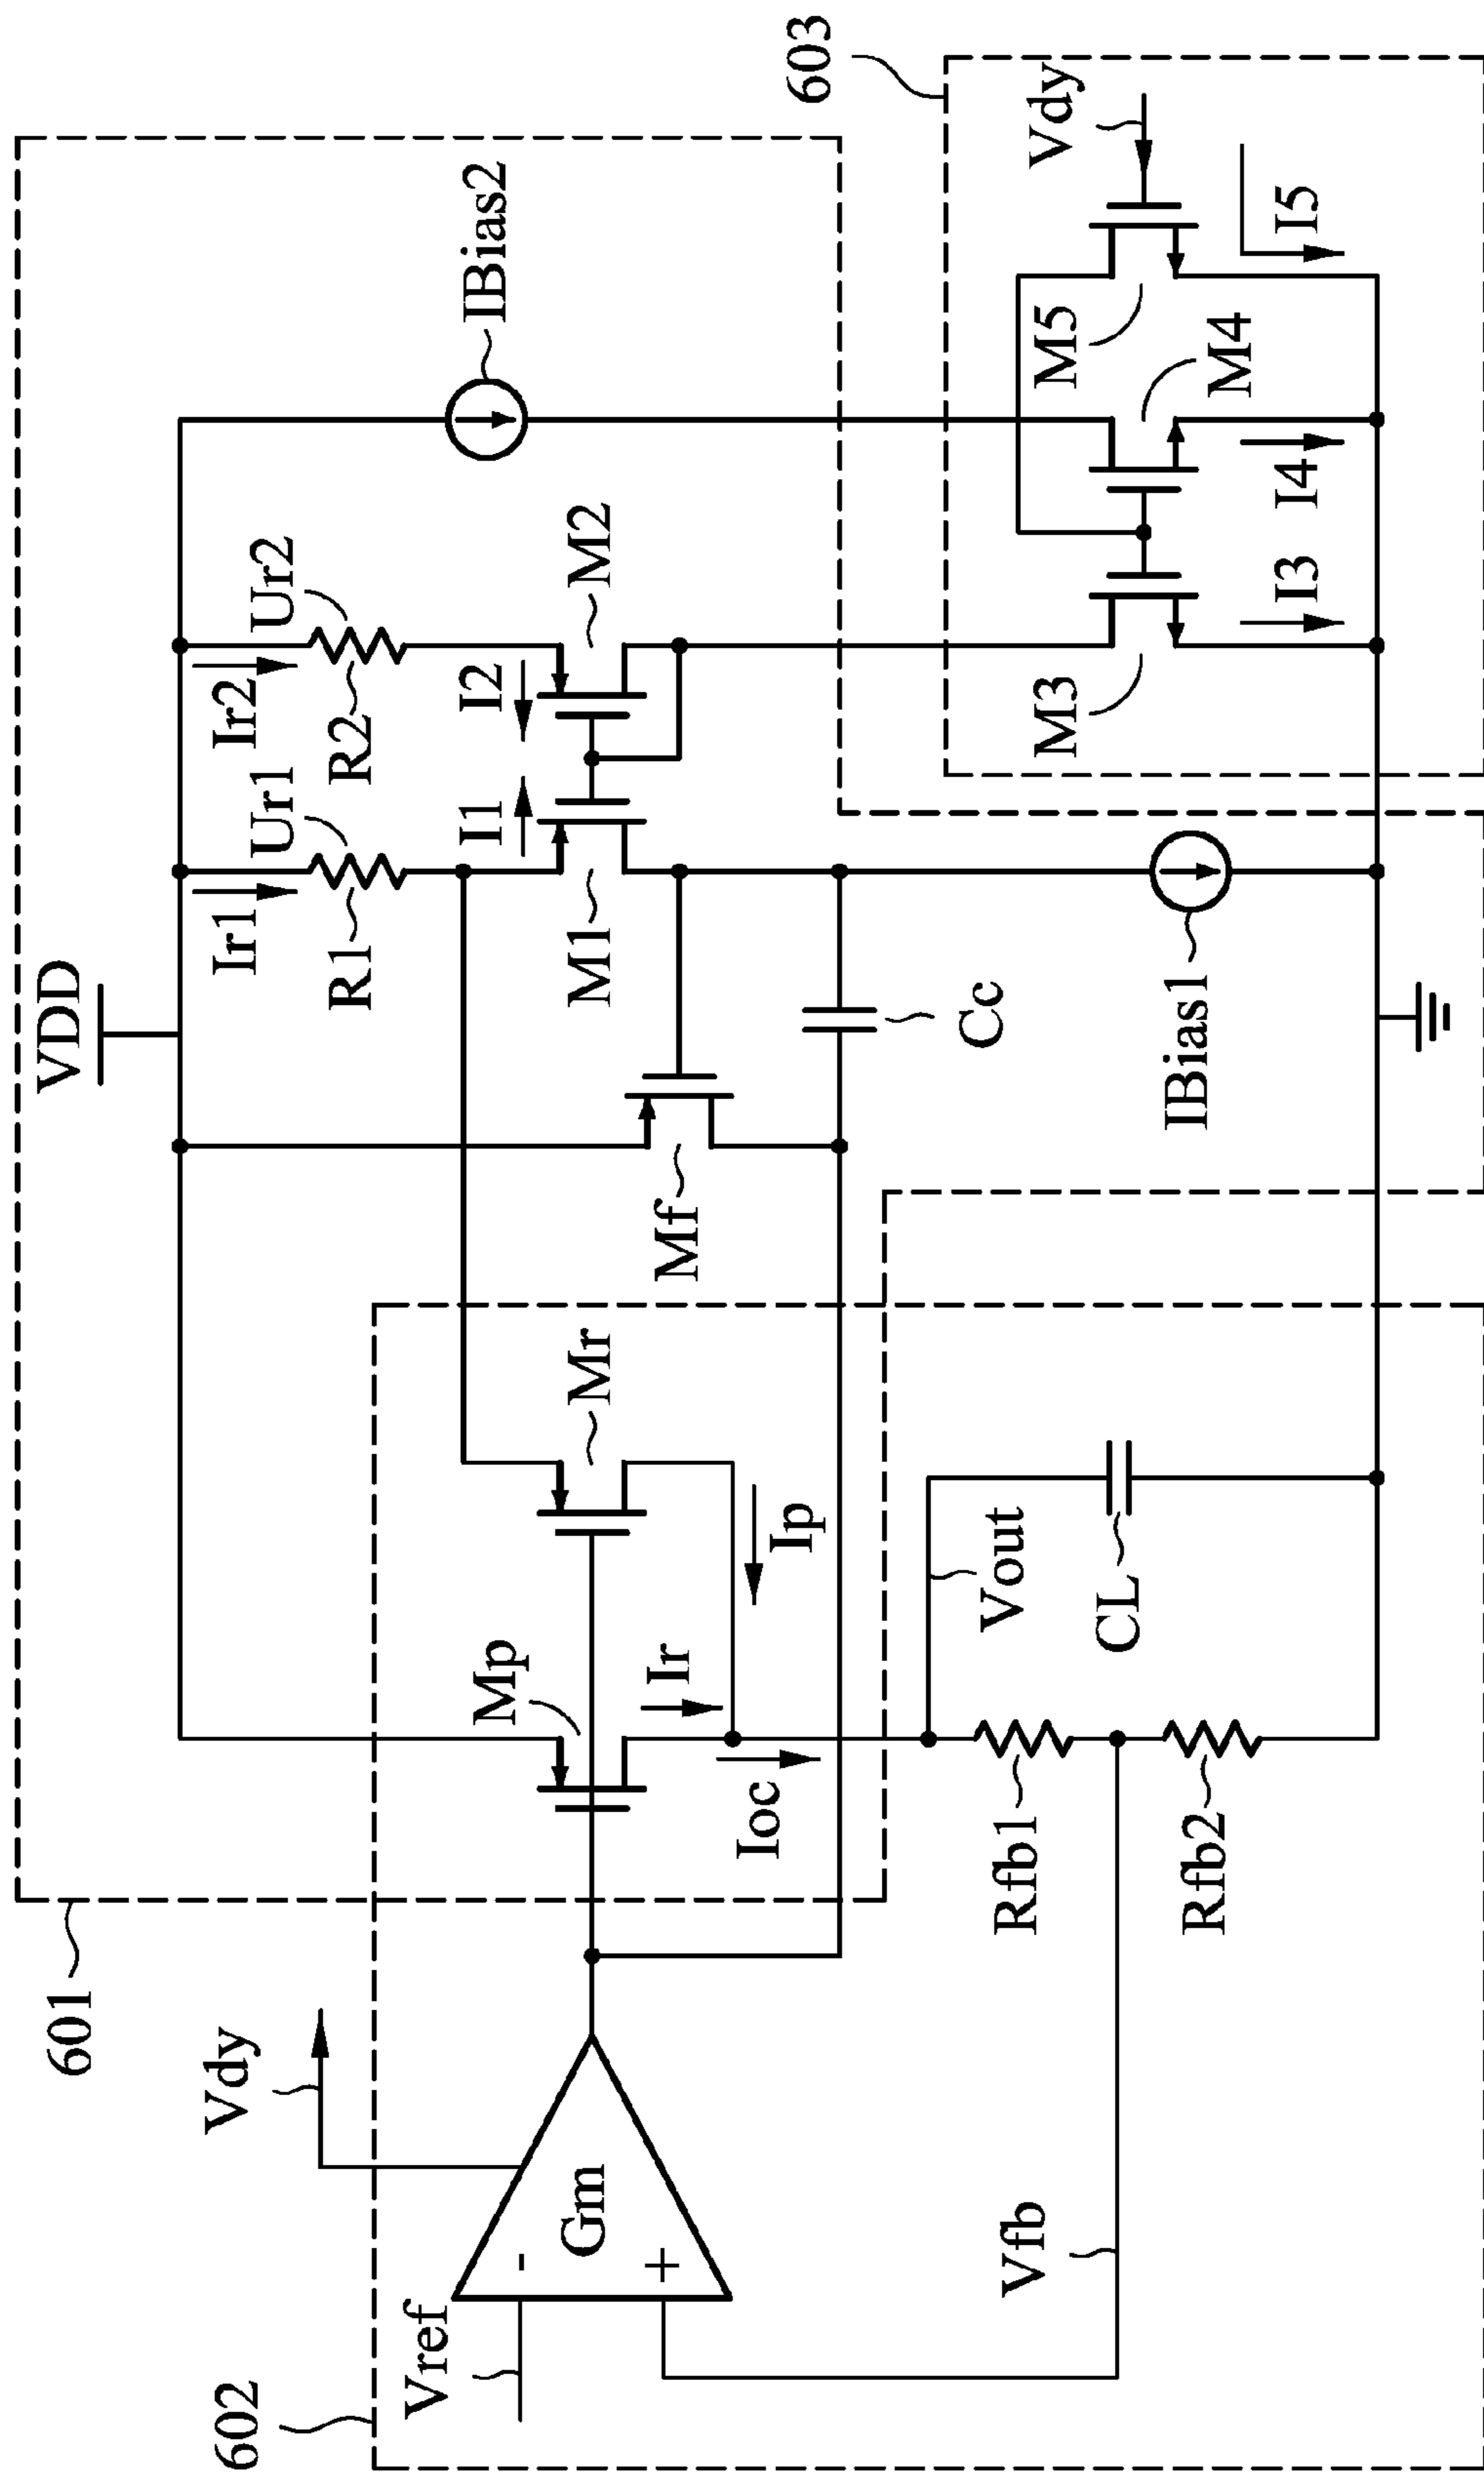 601
VDD
602
Vdy
Vref
-
+
Gm
Vfb
Mp
Ir
Ioc
Mr
Ip
Mf
Ir1
R1
Ur1
Ir2
R2
Ur2
I1
I2
M1
M2
IBias2
Cc
IBias1
Vout
CL
Rfb1
Rfb2
603
Vdy
M3
M4
M5
I3
I4
I5